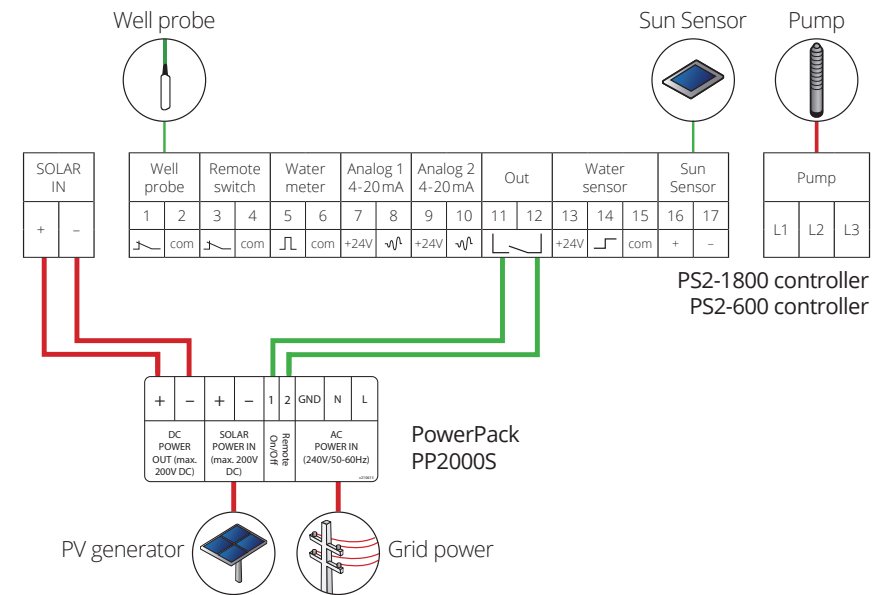 Well probe
Sun Sensor
Pump
SOLAR
IN
+
–
Well
probe
Remote
switch
Water
meter
Analog 1
4-20 mA
Analog 2
4-20 mA
Out
Water
sensor
Sun
Sensor
1 2 3 4 5 6 7 8 9 10 11 12 13 14 15 16 17
com com com +24V +24V +24V com + –
Pump
L1 L2 L3
PS2-1800 controller
PS2-600 controller
+ – + – 1 2 GND N L
DC
POWER
OUT (max.
200V DC)
SOLAR
POWER IN
(max. 200V
DC)
Remote
On/Off
AC
POWER IN
(240V/50-60Hz)
PowerPack
PP2000S
PV generator
Grid power